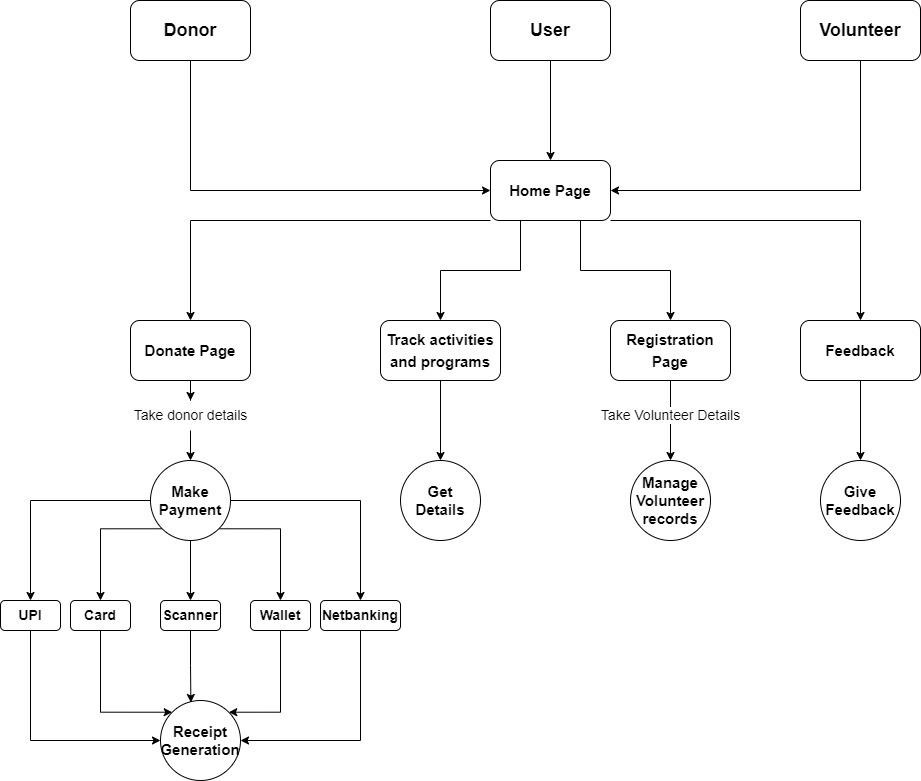 Donor
User
Volunteer
Home Page
Donate Page
Track activities
and programs
Registration
Page
Feedback
Take donor details
Take Volunteer Details
Make
Payment
Get
Details
Manage
Volunteer
records
Give
Feedback
UPI
Card
Scanner
Wallet
Netbanking
Receipt
Generation